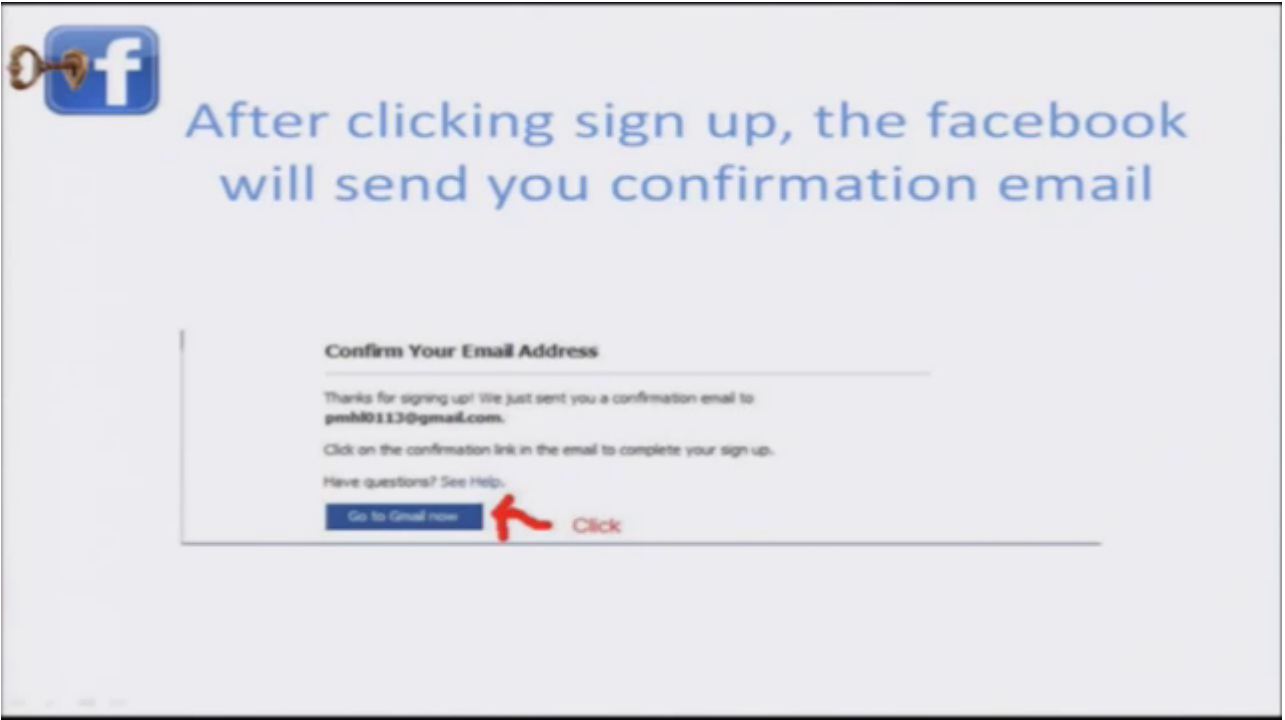 f
After clicking sign up, the facebook
will send you confirmation email
Confirm Your Email Address
Thanks for signing up! We just sent you a confirmation email to
pmhl0113@gmail.com.
Click on the confirmation link in the email to complete your sign up.
Have questions? See Help.
Go to Gmail now
Click